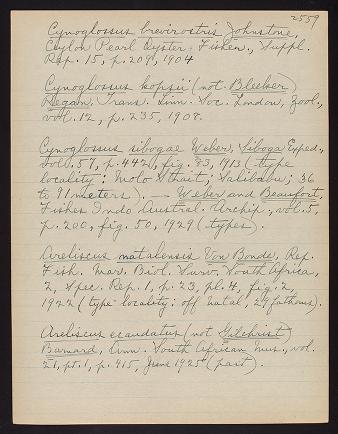 2559
Cynoglossus brevirostris Johnstone,
Ceylon Pearl Oyster Fisher., Suppl.
Rep. 15, p. 209, 1904
Cynoglossus kopsii (not Bleeker)
Regan, Trans. Linn. Soc. London, Zool.,
vol. 12, p. 235, 1908.
Cynoglossus sibogae Weber, Siboga Exped.,
vol. 57, p. 442, fig. 93, 1913 (type
locality: Molo Strait; Salibabu; 36
to 91 meters). — Weber and Beaufort,
Fishes Indo Austral. Archip., vol. 5,
p. 200, fig. 50, 1929 (types).
Areliscus natalensis Von Bonde, Rep.
Fish. Mar. Biol. Surv. South Africa,
2, Spec. Rep. 1, p. 23, pl. 4, fig. 2,
1922 (type locality: off Natal, 27 fathoms).
Areliscus ecaudatus (not Gilchrist)
Barnard, Ann. South African Mus., vol.
21, pt. 1, p. 415, June 1925 (part).